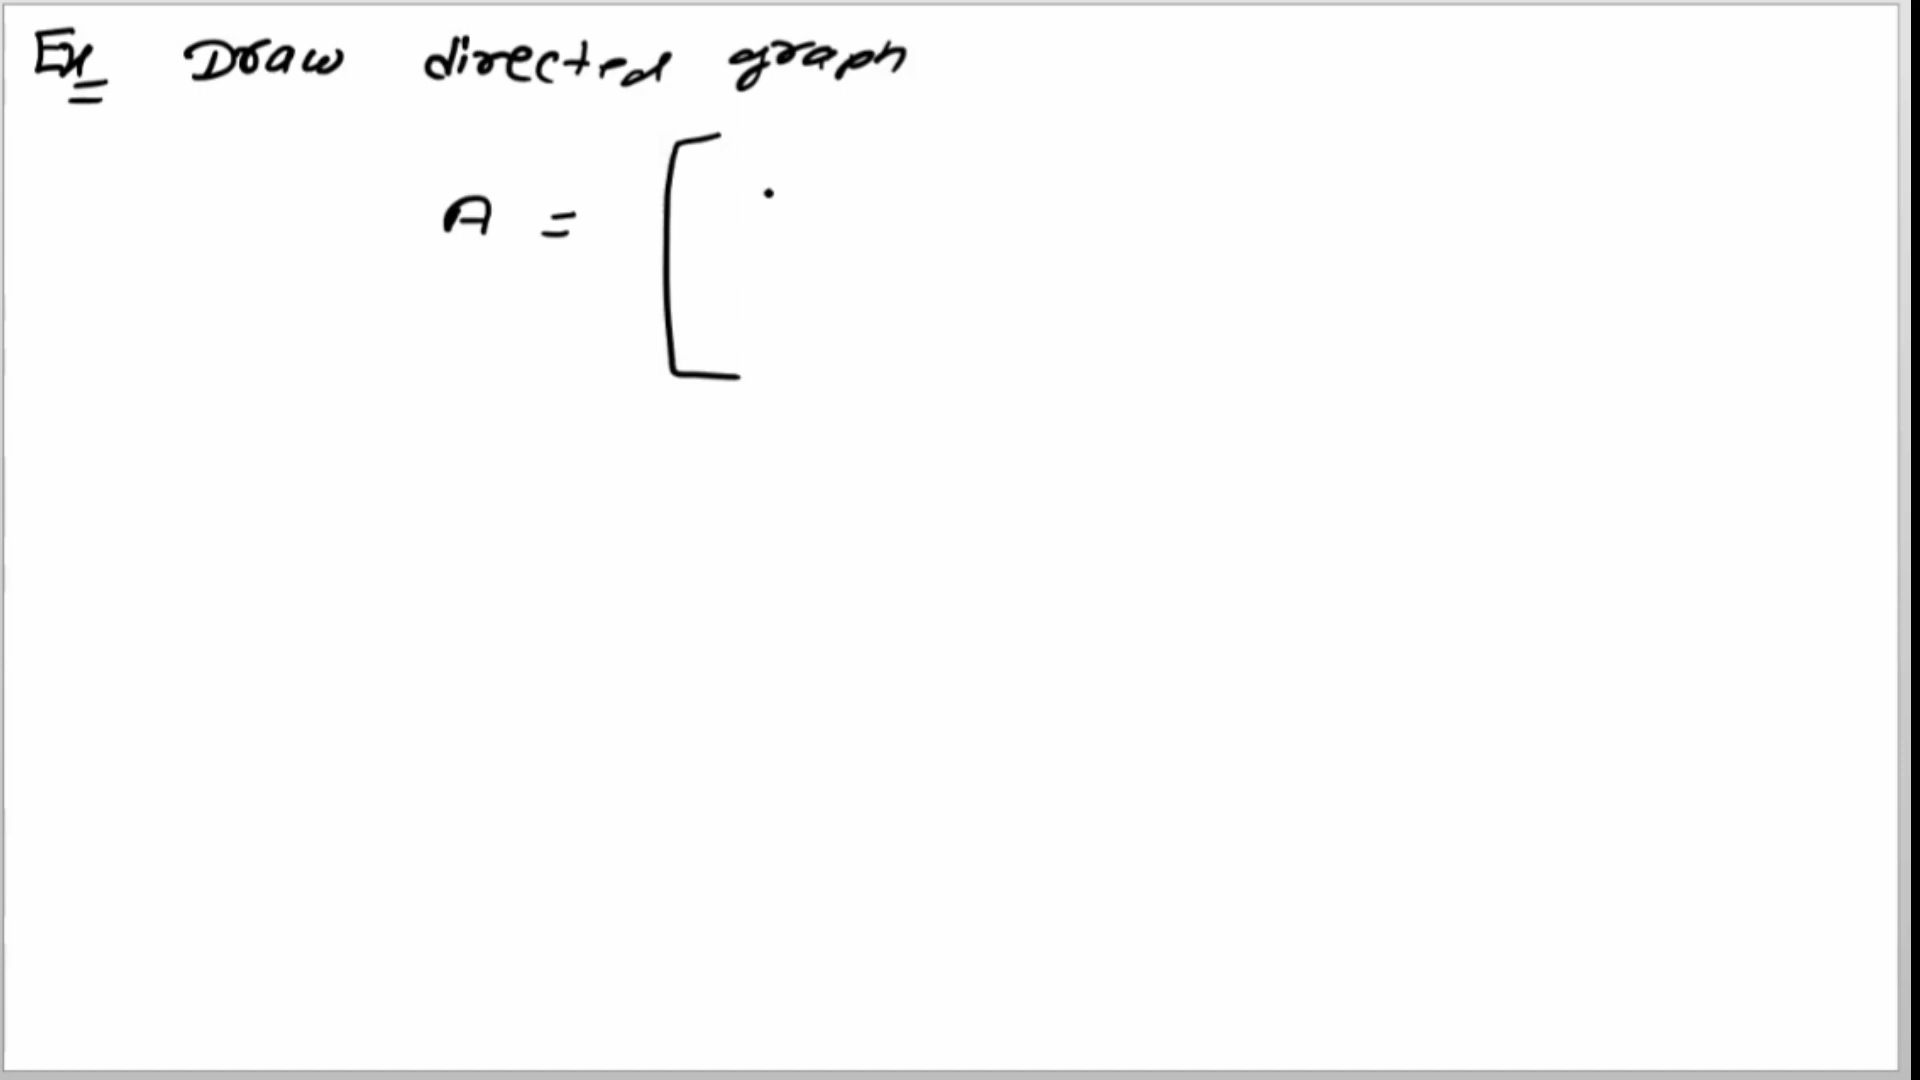 Ex Draw directed graph
A = [